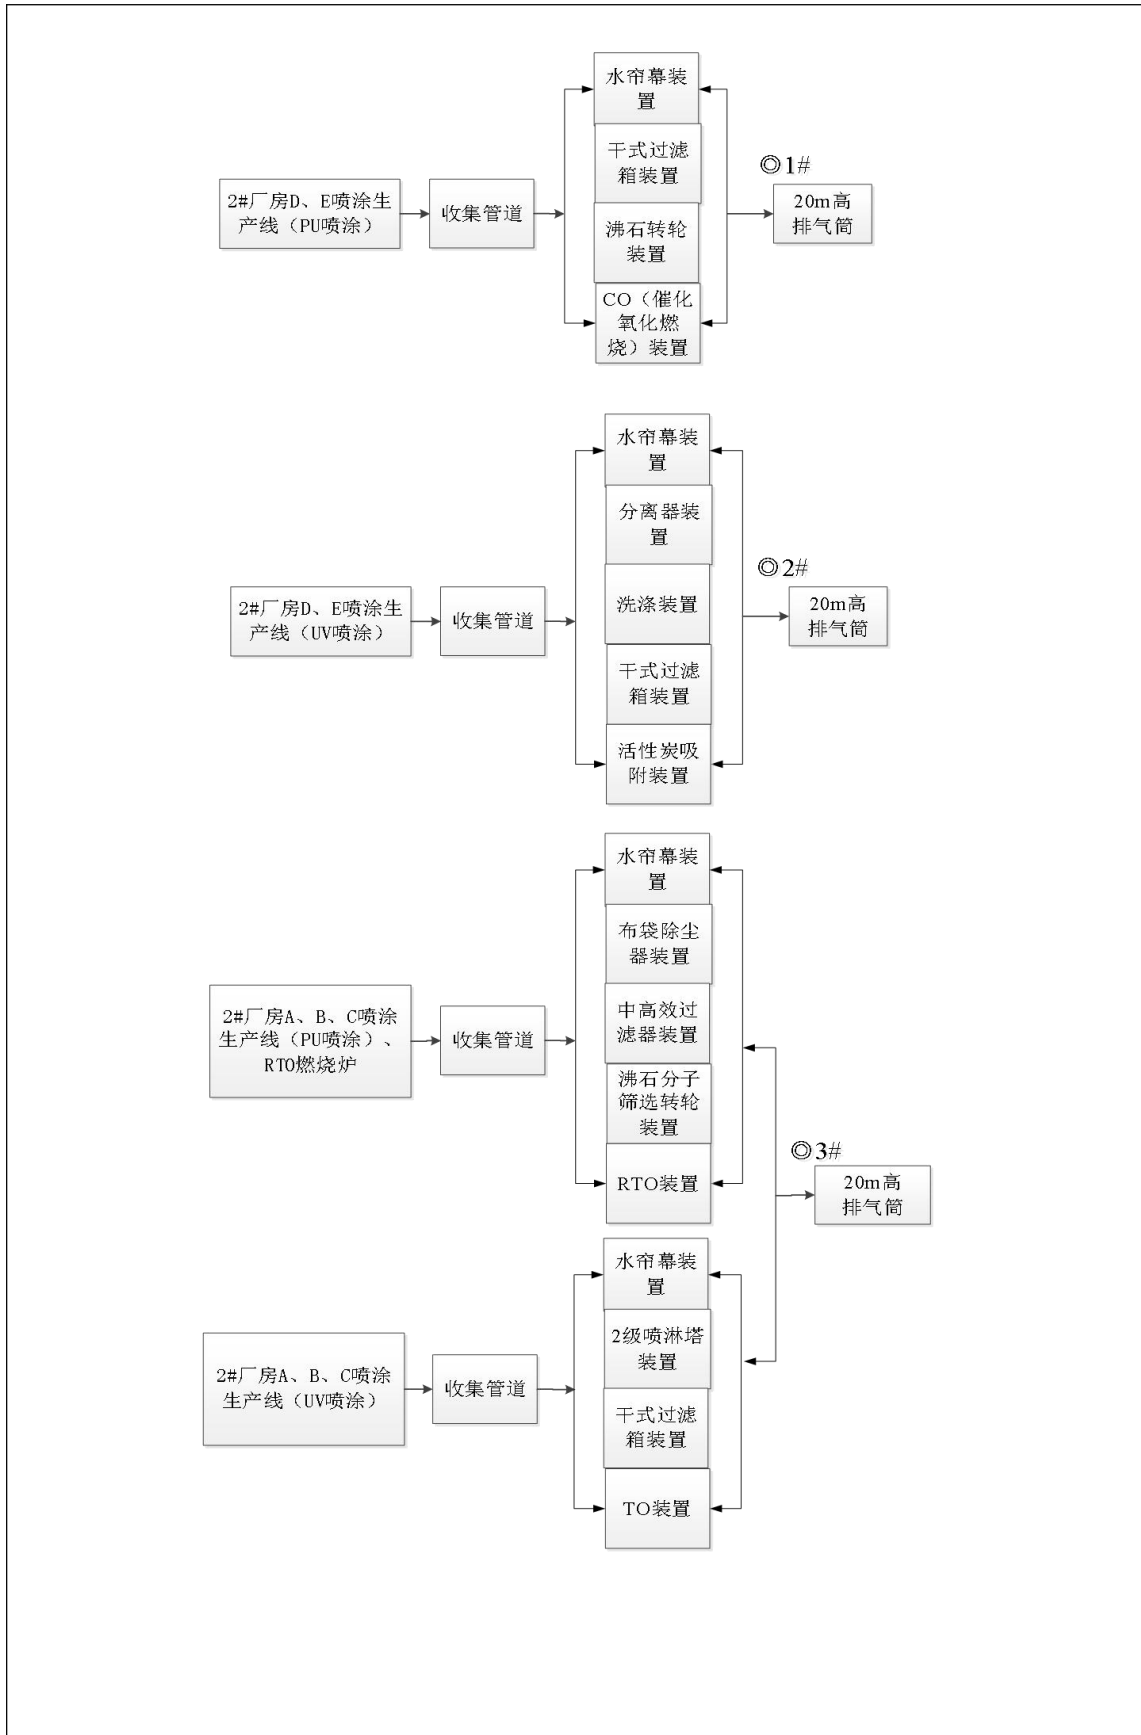 水帘幕装
置
干式过滤
箱装置
◎1#
2#厂房D、E喷涂生
产线（PU喷涂）
收集管道
沸石转轮
装置
20m高
排气筒
CO（催化
氧化燃
烧）装置
水帘幕装
置
分离器装
置
◎2#
2#厂房D、E喷涂生
产线（UV喷涂）
收集管道
洗涤装置
20m高
排气筒
干式过滤
箱装置
活性炭吸
附装置
水帘幕装
置
布袋除尘
器装置
2#厂房A、B、C喷涂
生产线（PU喷涂）、
RTO燃烧炉
收集管道
中高效过
滤器装置
沸石分子
筛选转轮
装置
◎3#
RTO装置
20m高
排气筒
水帘幕装
置
2级喷淋塔
装置
2#厂房A、B、C喷涂
生产线（UV喷涂）
收集管道
干式过滤
箱装置
TO装置